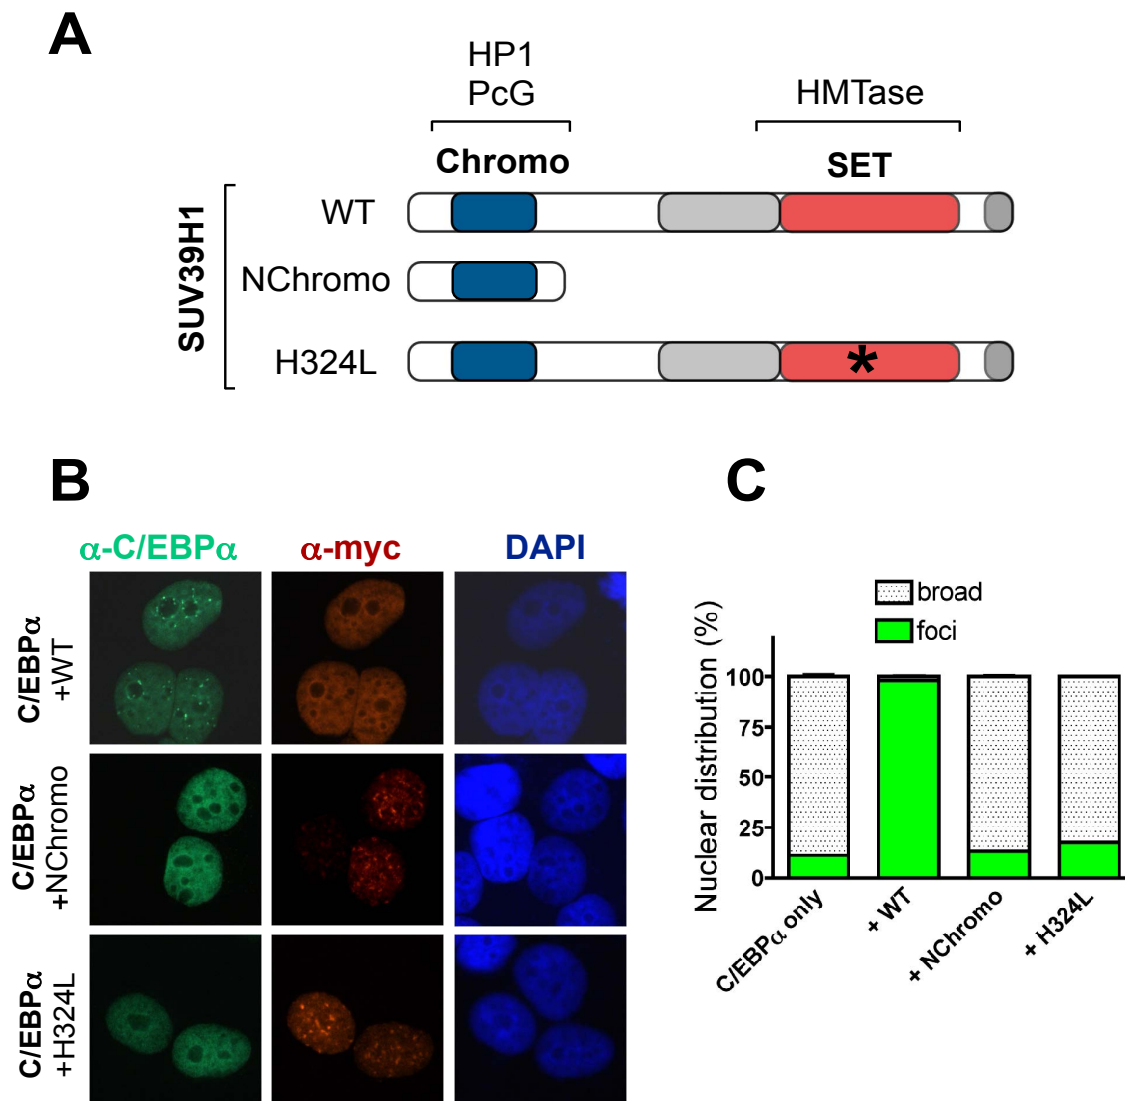 A
HP1
PcG
HMTase
Chromo
SET
SUV39H1
WT
NChromo
H324L
*
B
α-C/EBPα
α-myc
DAPI
C/EBPα
+WT
C/EBPα
+NChromo
C/EBPα
+H324L
C
broad
foci
Nuclear distribution (%)
100
75
50
25
0
C/EBPα only
+ WT
+ NChromo
+ H324L